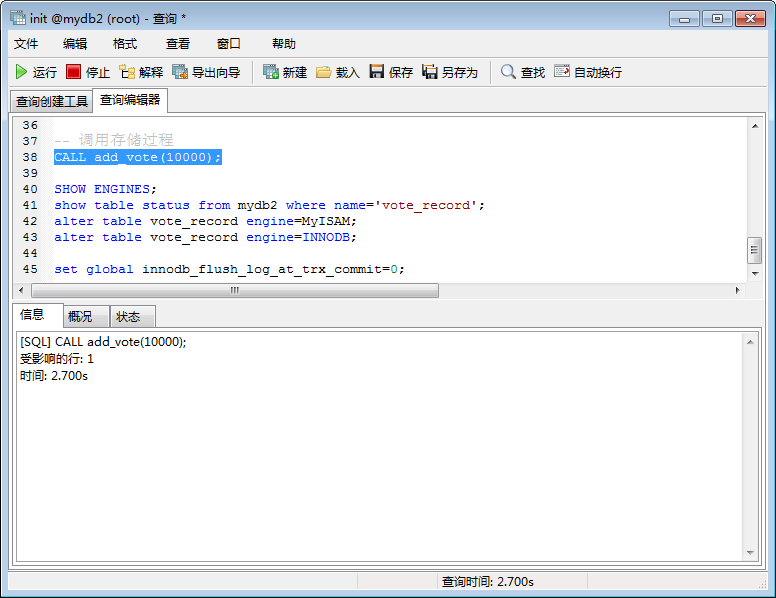 init @mydb2 (root) - 查询 *
文件 编辑 格式 查看 窗口 帮助
运行 停止 解释 导出向导 新建 载入 保存 另存为 查找 自动换行
查询创建工具 查询编辑器
36
37 -- 调用存储过程
38 CALL add_vote(10000);
39
40 SHOW ENGINES;
41 show table status from mydb2 where name='vote_record';
42 alter table vote_record engine=MyISAM;
43 alter table vote_record engine=INNODB;
44
45 set global innodb_flush_log_at_trx_commit=0;
信息 概况 状态
[SQL] CALL add_vote(10000);
受影响的行: 1
时间: 2.700s
查询时间: 2.700s